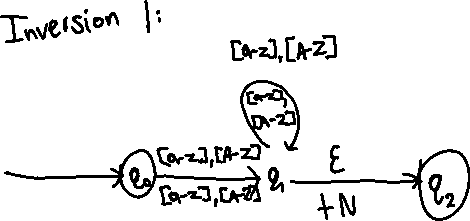 Inversion 1:
[A-Z],[A-Z]
[a-z],
[A-Z]
[a-z],[A-Z]
q0
q1
ε
q2
[a-z],[A-Z]
+N